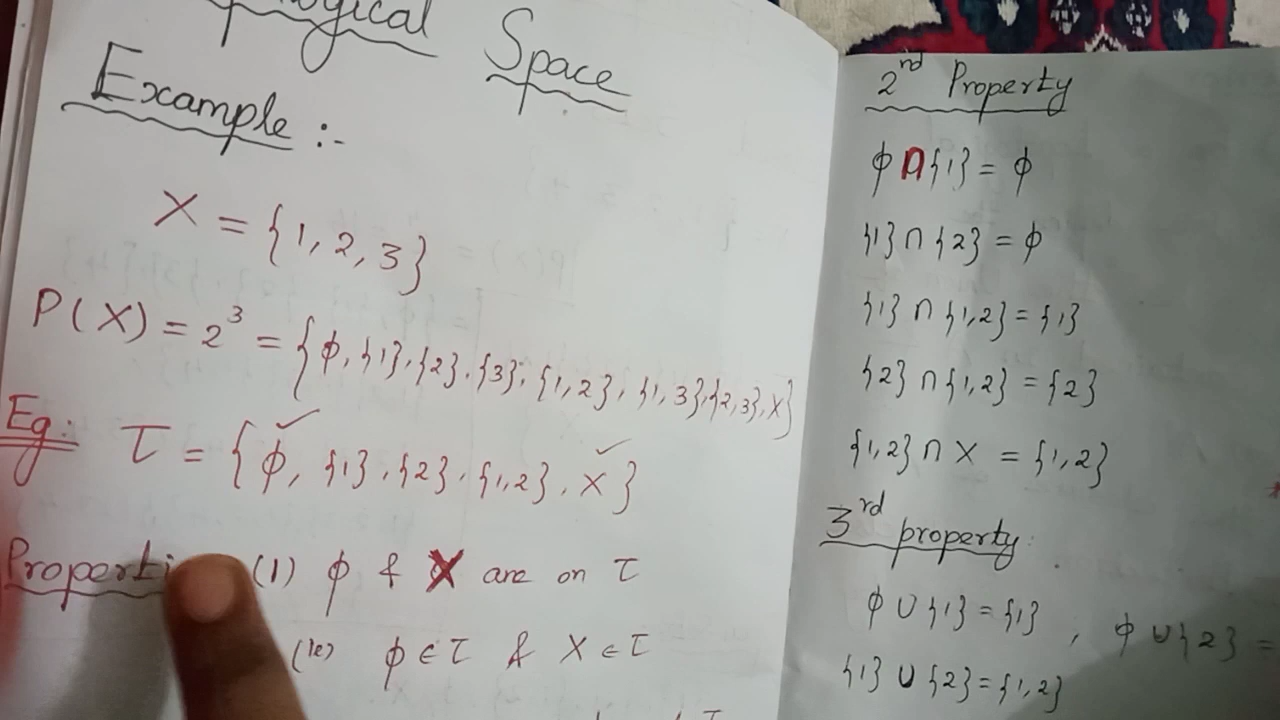 Space
Example :-
X = {1, 2, 3}
P(X) = 2³ = {ϕ, {1}, {2}, {3}, {1,2}, {1,3}, {2,3}, X}
Eg: τ = {ϕ, {1}, {2}, {1,2}, X}
(1) ϕ & X are on τ
(ie) ϕ ∈ τ & X ∈ τ
2nd Property
ϕ ∩ {1} = ϕ
{1} ∩ {2} = ϕ
{1} ∩ {1,2} = {1}
{2} ∩ {1,2} = {2}
{1,2} ∩ X = {1,2}
3rd property:
ϕ ∪ {1} = {1}, ϕ ∪ {2} =
{1} ∪ {2} = {1,2}